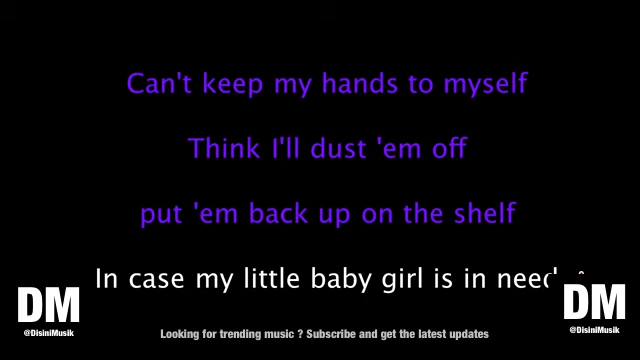 Can't keep my hands to myself
Think I'll dust 'em off
put 'em back up on the shelf
In case my little baby girl is in need
DM
@DisiniMusik
DM
@DisiniMusik
Looking for trending music ? Subscribe and get the latest updates